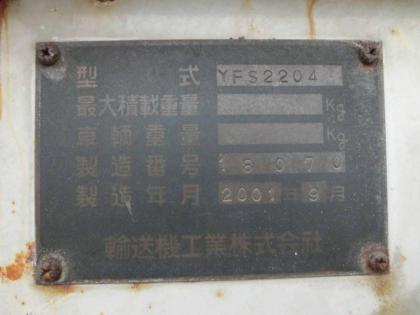 型式 YFS2204
最大積載重量 Kg
車輌重量 Kg
製造番号 18070
製造年月 2001年9月
輸送機工業株式会社